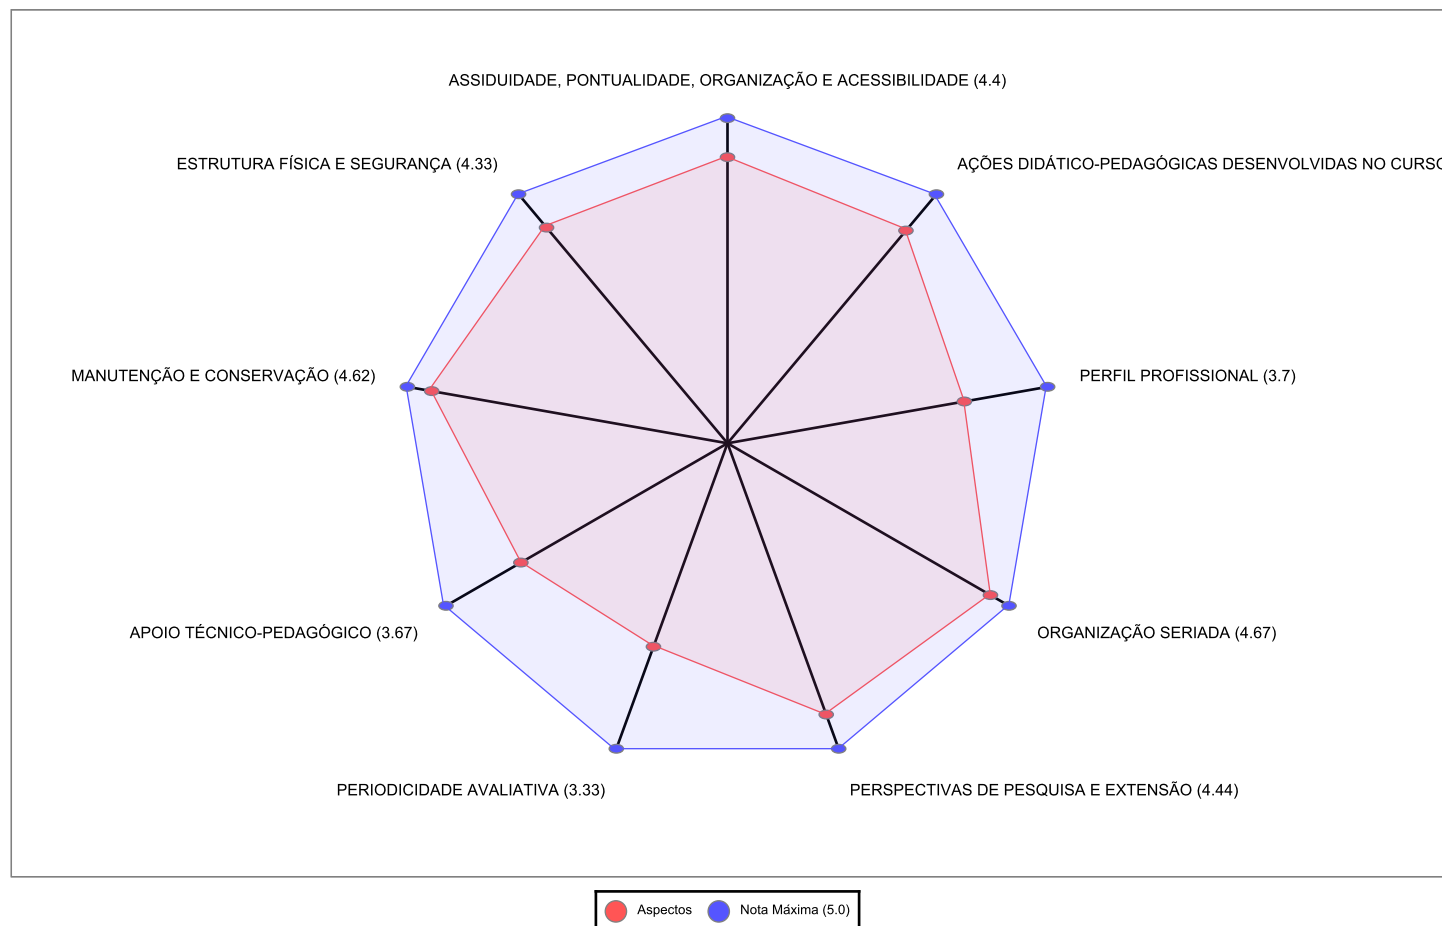 ASSIDUIDADE, PONTUALIDADE, ORGANIZAÇÃO E ACESSIBILIDADE (4.4)
ESTRUTURA FÍSICA E SEGURANÇA (4.33)
AÇÕES DIDÁTICO-PEDAGÓGICAS DESENVOLVIDAS NO CURSO
MANUTENÇÃO E CONSERVAÇÃO (4.62)
PERFIL PROFISSIONAL (3.7)
APOIO TÉCNICO-PEDAGÓGICO (3.67)
ORGANIZAÇÃO SERIADA (4.67)
PERIODICIDADE AVALIATIVA (3.33)
PERSPECTIVAS DE PESQUISA E EXTENSÃO (4.44)
Aspectos
Nota Máxima (5.0)